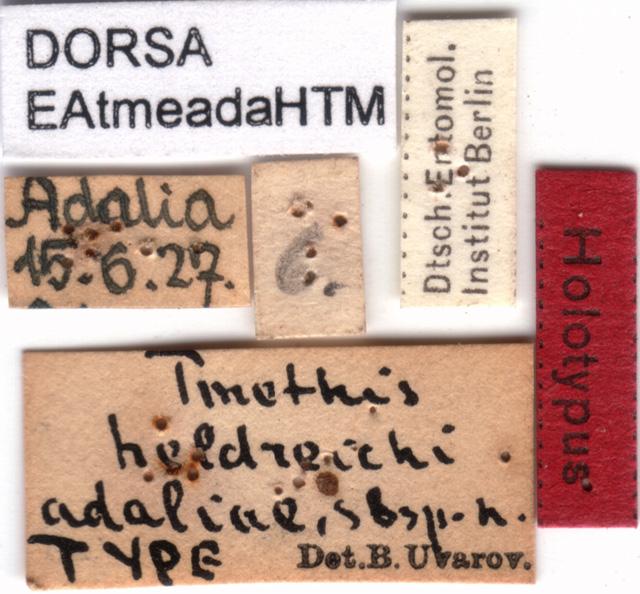 DORSA
EAtmeadaHTM
Dtsch.Entomol.
Institut Berlin
Adalia
15.6.27.
Holotypus
Tmethis
heldreichi
adaliae, sbsp.n.
TYPE
Det.B.Uvarov.